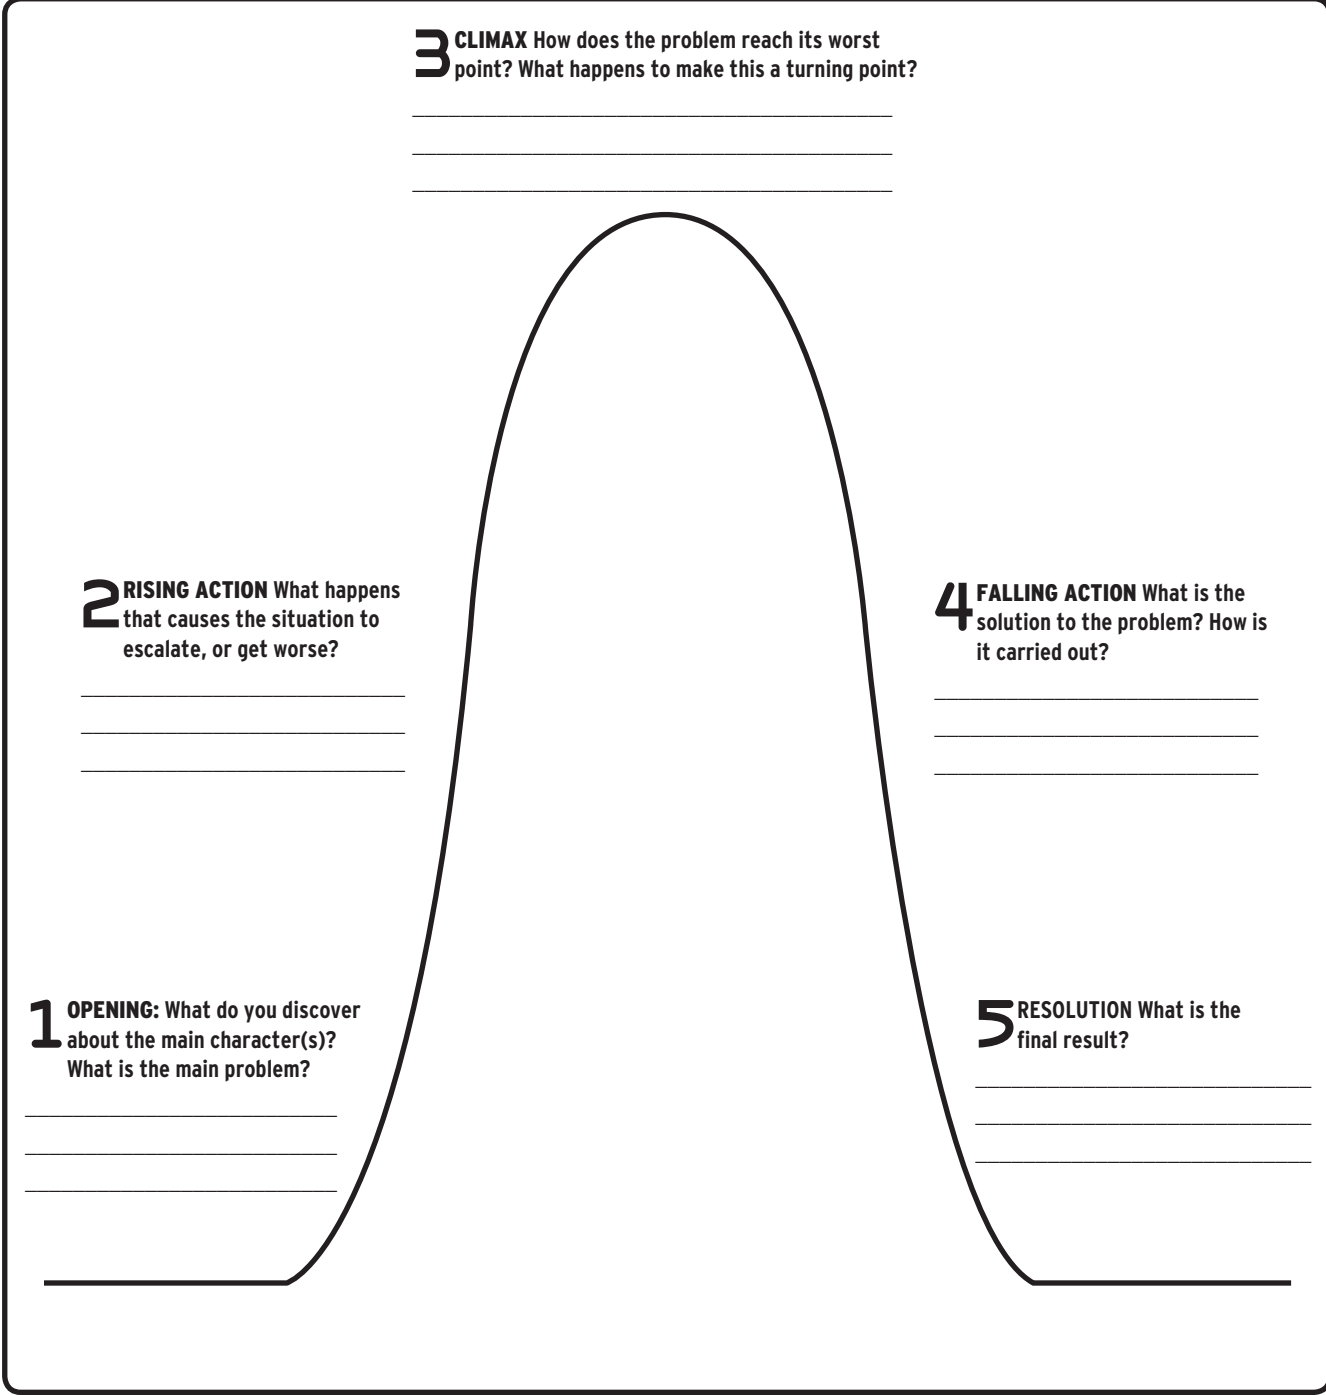 3 CLIMAX How does the problem reach its worst
point? What happens to make this a turning point?
2 RISING ACTION What happens
that causes the situation to
escalate, or get worse?
4 FALLING ACTION What is the
solution to the problem? How is
it carried out?
1 OPENING: What do you discover
about the main character(s)?
What is the main problem?
5 RESOLUTION What is the
final result?